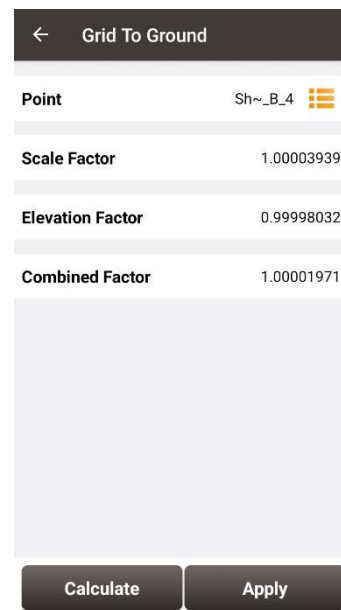 Grid To Ground
Point Sh~_B_4
Scale Factor 1.00003939
Elevation Factor 0.99998032
Combined Factor 1.00001971
Calculate Apply